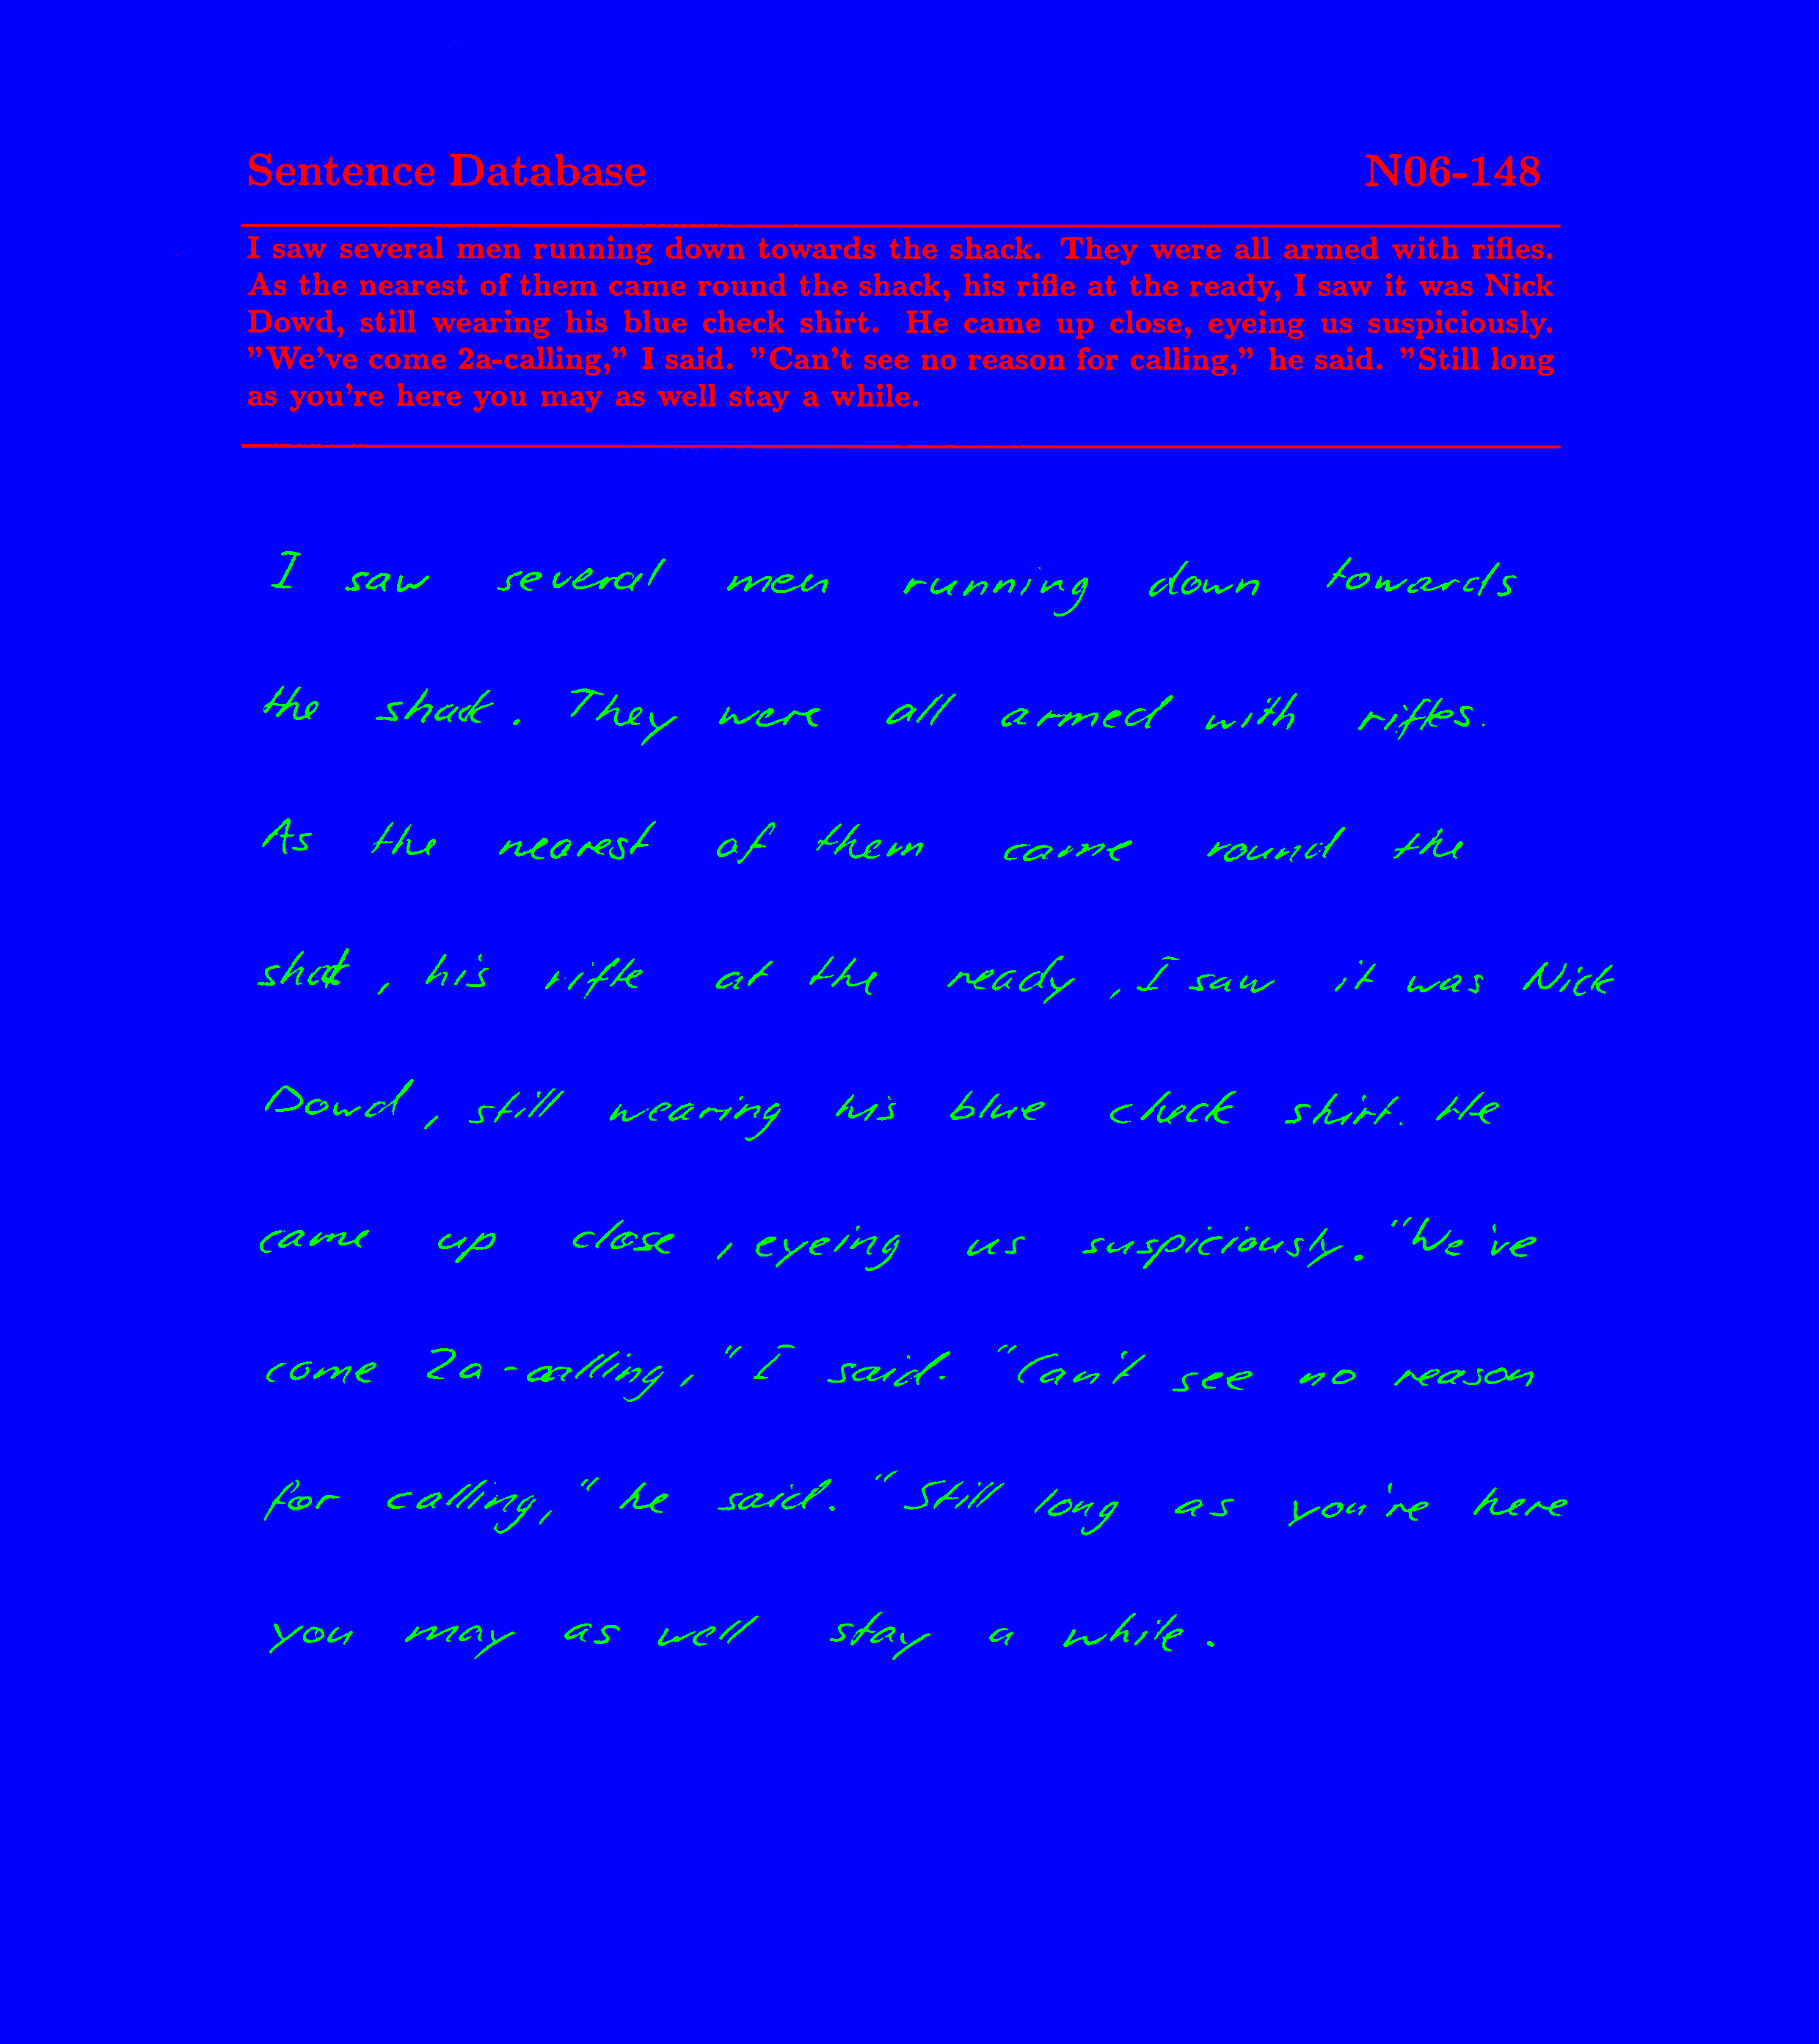 Sentence Database N06-148
I saw several men running down towards the shack. They were all armed with rifles.
As the nearest of them came round the shack, his rifle at the ready, I saw it was Nick
Dowd, still wearing his blue check shirt. He came up close, eyeing us suspiciously.
"We've come 2a-calling," I said. "Can't see no reason for calling," he said. "Still long
as you're here you may as well stay a while.
I saw several men running down towards
the shack. They were all armed with rifles.
As the nearest of them came round the
shack, his rifle at the ready, I saw it was Nick
Dowd, still wearing his blue check shirt. He
came up close, eyeing us suspiciously. "We've
come 2a-calling," I said. "Can't see no reason
for calling," he said. "Still long as you're here
you may as well stay a while.